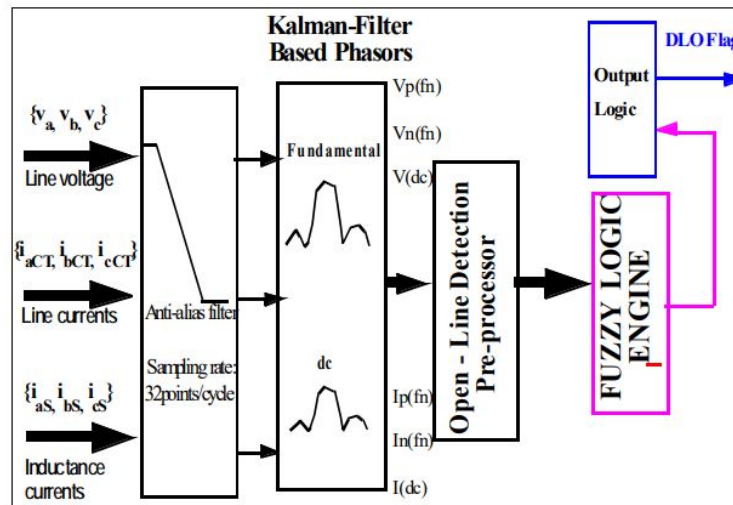 Kalman-Filter
Based Phasors
{va, vb, vc}
Line voltage
{iaCT, ibCT, icCT}
Line currents
{iaS, ibS, icS}
Inductance
currents
Anti-alias filter
Sampling rate:
32points/cycle
Fundamental
dc
Vp(fn)
Vn(fn)
V(dc)
Ip(fn)
In(fn)
I(dc)
Open - Line Detection
Pre-processor
FUZZY LOGIC
ENGINE
Output
Logic
DLO Flag